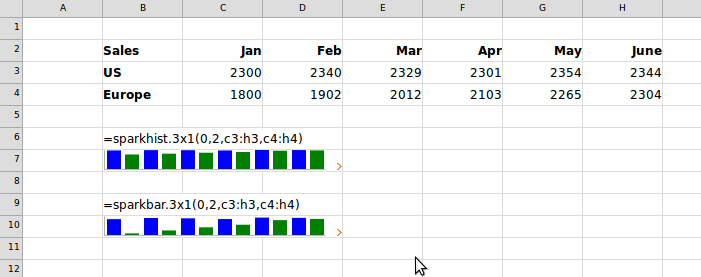 A B C D E F G H
1
2 Sales Jan Feb Mar Apr May June
3 US 2300 2340 2329 2301 2354 2344
4 Europe 1800 1902 2012 2103 2265 2304
5
6 =sparkhist.3x1(0,2,c3:h3,c4:h4)
7
8
9 =sparkbar.3x1(0,2,c3:h3,c4:h4)
10
11
12